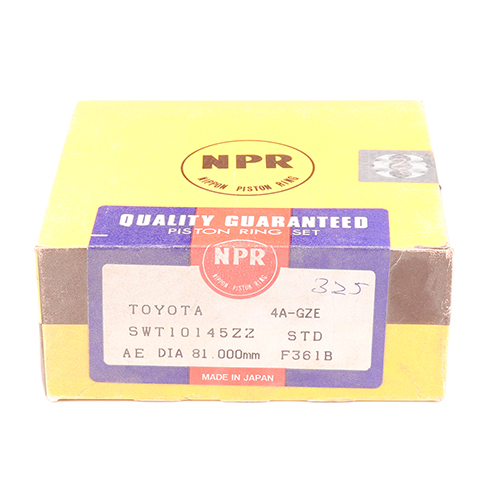 NPR
NIPPON PISTON RING
QUALITY GUARANTEED
PISTON RING SET
NPR
NIPPON PISTON RING
325
TOYOTA 4A-GZE
SWT10145ZZ STD
AE DIA 81.000mm F361B
MADE IN JAPAN